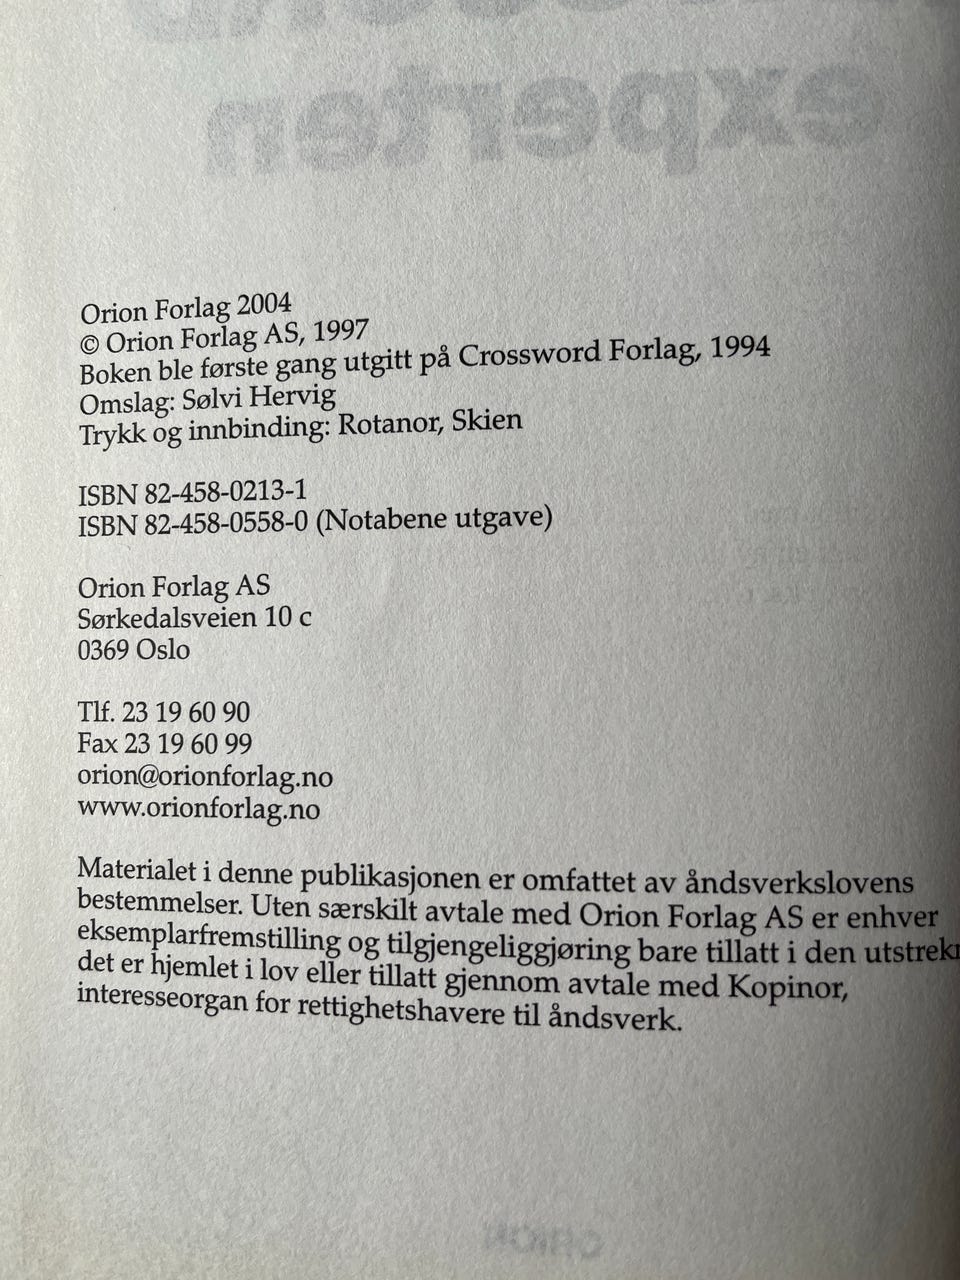 experten
Orion Forlag 2004
© Orion Forlag AS, 1997
Boken ble første gang utgitt på Crossword Forlag, 1994
Omslag: Sølvi Hervig
Trykk og innbinding: Rotanor, Skien
ISBN 82-458-0213-1
ISBN 82-458-0558-0 (Notabene utgave)
Orion Forlag AS
Sørkedalsveien 10 c
0369 Oslo
Tlf. 23 19 60 90
Fax 23 19 60 99
orion@orionforlag.no
www.orionforlag.no
Materialet i denne publikasjonen er omfattet av åndsverkslovens
bestemmelser. Uten særskilt avtale med Orion Forlag AS er enhver
eksemplarfremstilling og tilgjengeliggjøring bare tillatt i den
det er hjemlet i lov eller tillatt gjennom avtale med Kopinor,
interesseorgan for rettighetshavere til åndsverk.
ORION